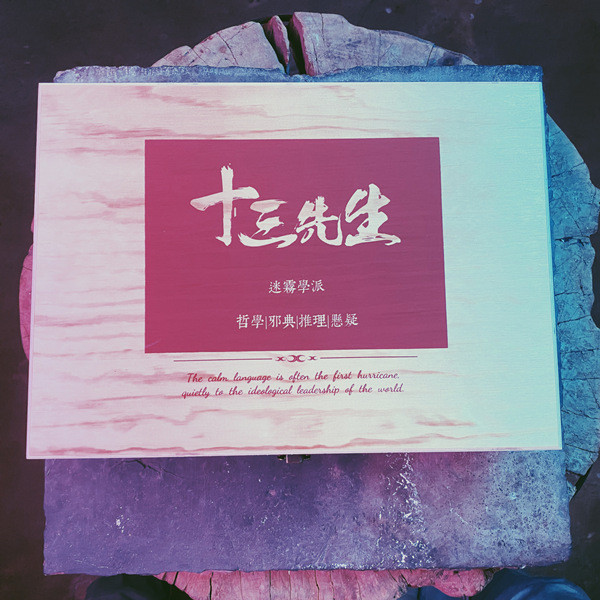 十三先生
迷霧學派
哲學|邪典|推理|懸疑
The calm language is often the first hurricane,
quietly to the ideological leadership of the world.